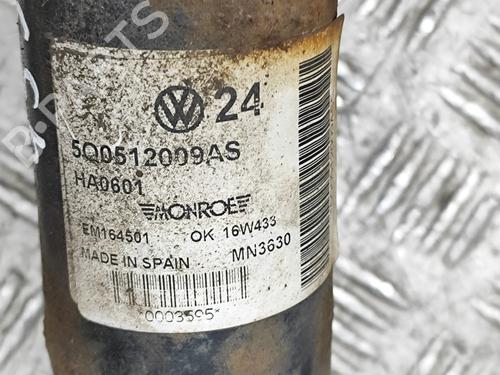 24
5Q0512009AS
HA0601
MONROE
EM164501 OK 16W433
MADE IN SPAIN MN3630
0003595*